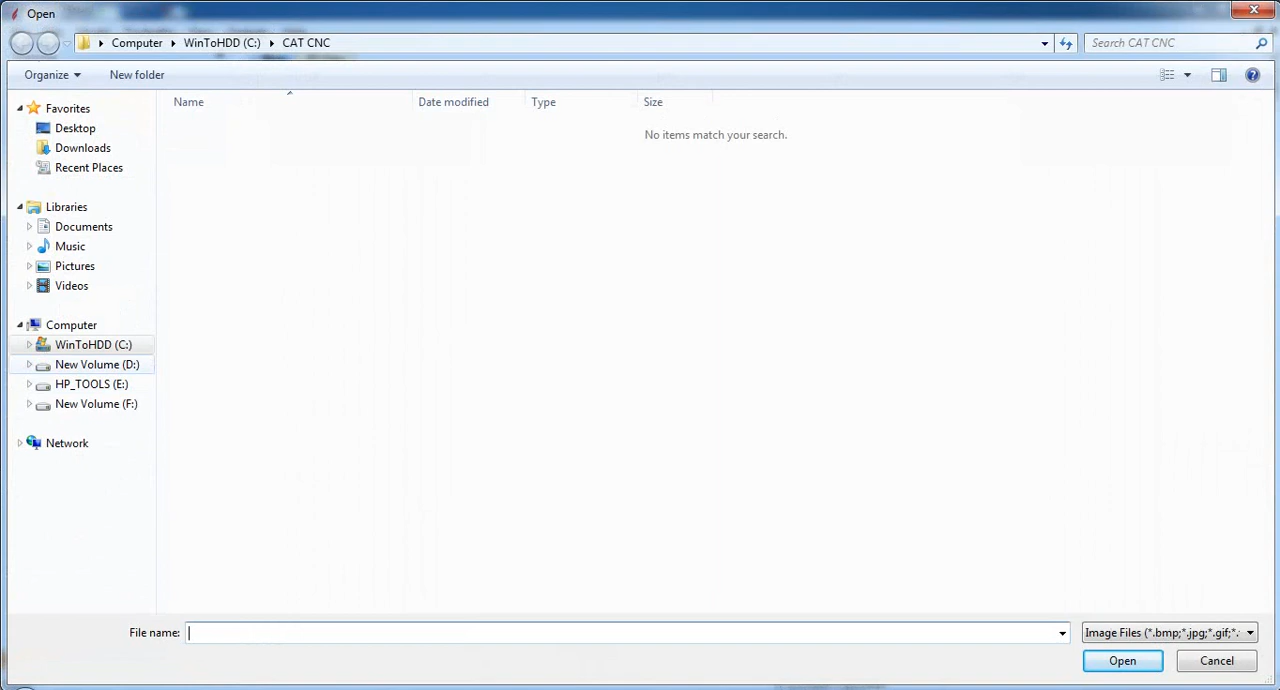 Open
Computer WinToHDD (C:) CAT CNC
Search CAT CNC
Organize New folder
Name Date modified Type Size
No items match your search.
Favorites
Desktop
Downloads
Recent Places
Libraries
Documents
Music
Pictures
Videos
Computer
WinToHDD (C:)
New Volume (D:)
HP_TOOLS (E:)
New Volume (F:)
Network
File name:
Image Files (*.bmp;*.jpg;*.gif;*.
Open Cancel